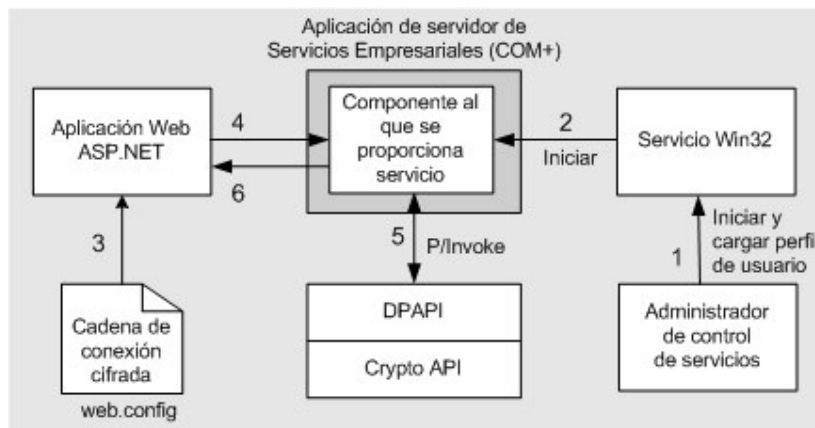 Aplicación de servidor de
Servicios Empresariales (COM+)
Aplicación Web
ASP.NET
4
6
Componente al
que se
proporciona
servicio
2
Iniciar
Servicio Win32
3
5
P/Invoke
1
Iniciar y
cargar perfil
de usuario
Cadena de
conexión
cifrada
web.config
DPAPI
Crypto API
Administrador
de control
de servicios